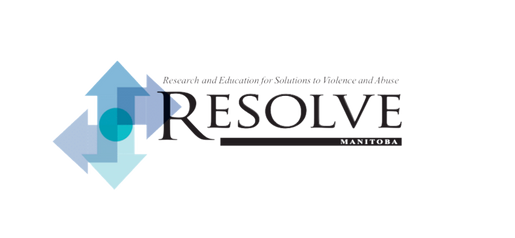 Research and Education for Solutions to Violence and Abuse
RESOLVE
MANITOBA